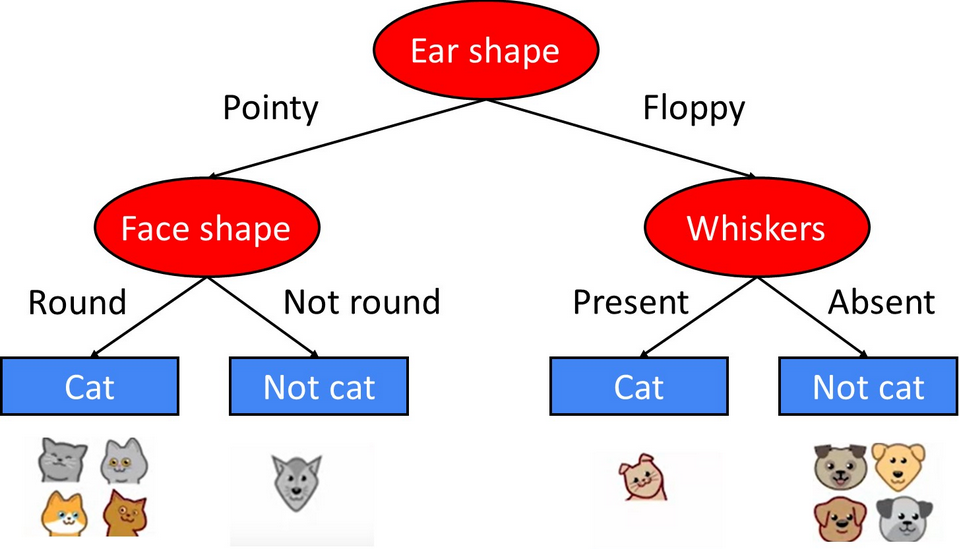 Ear shape
Pointy
Floppy
Face shape
Whiskers
Round
Not round
Present
Absent
Cat
Not cat
Cat
Not cat